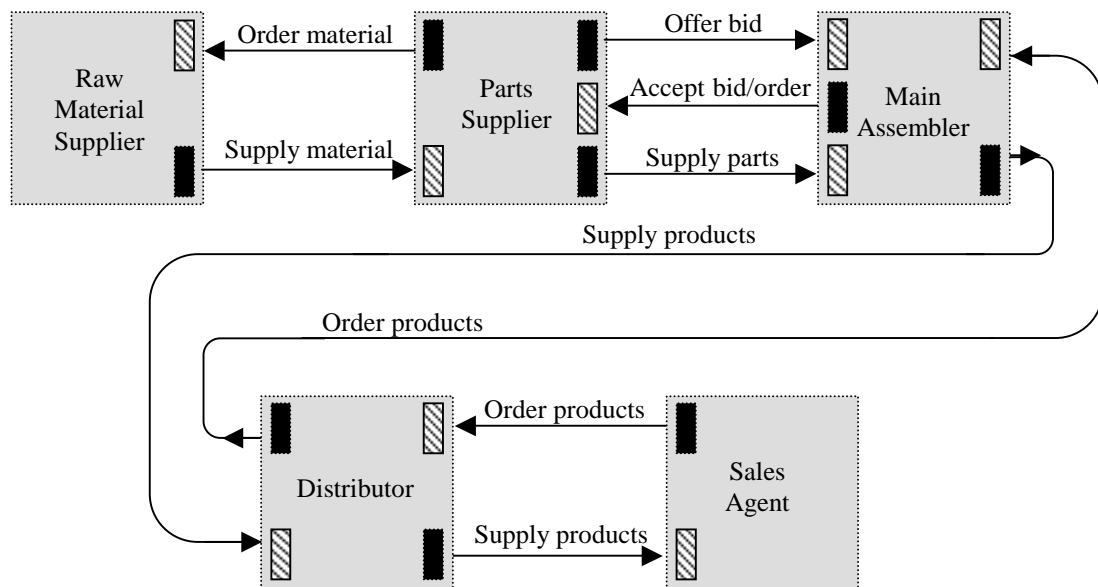 Order material
Offer bid
Raw
Material
Supplier
Parts
Supplier
Accept bid/order
Main
Assembler
Supply material
Supply parts
Supply products
Order products
Order products
Distributor
Sales
Agent
Supply products